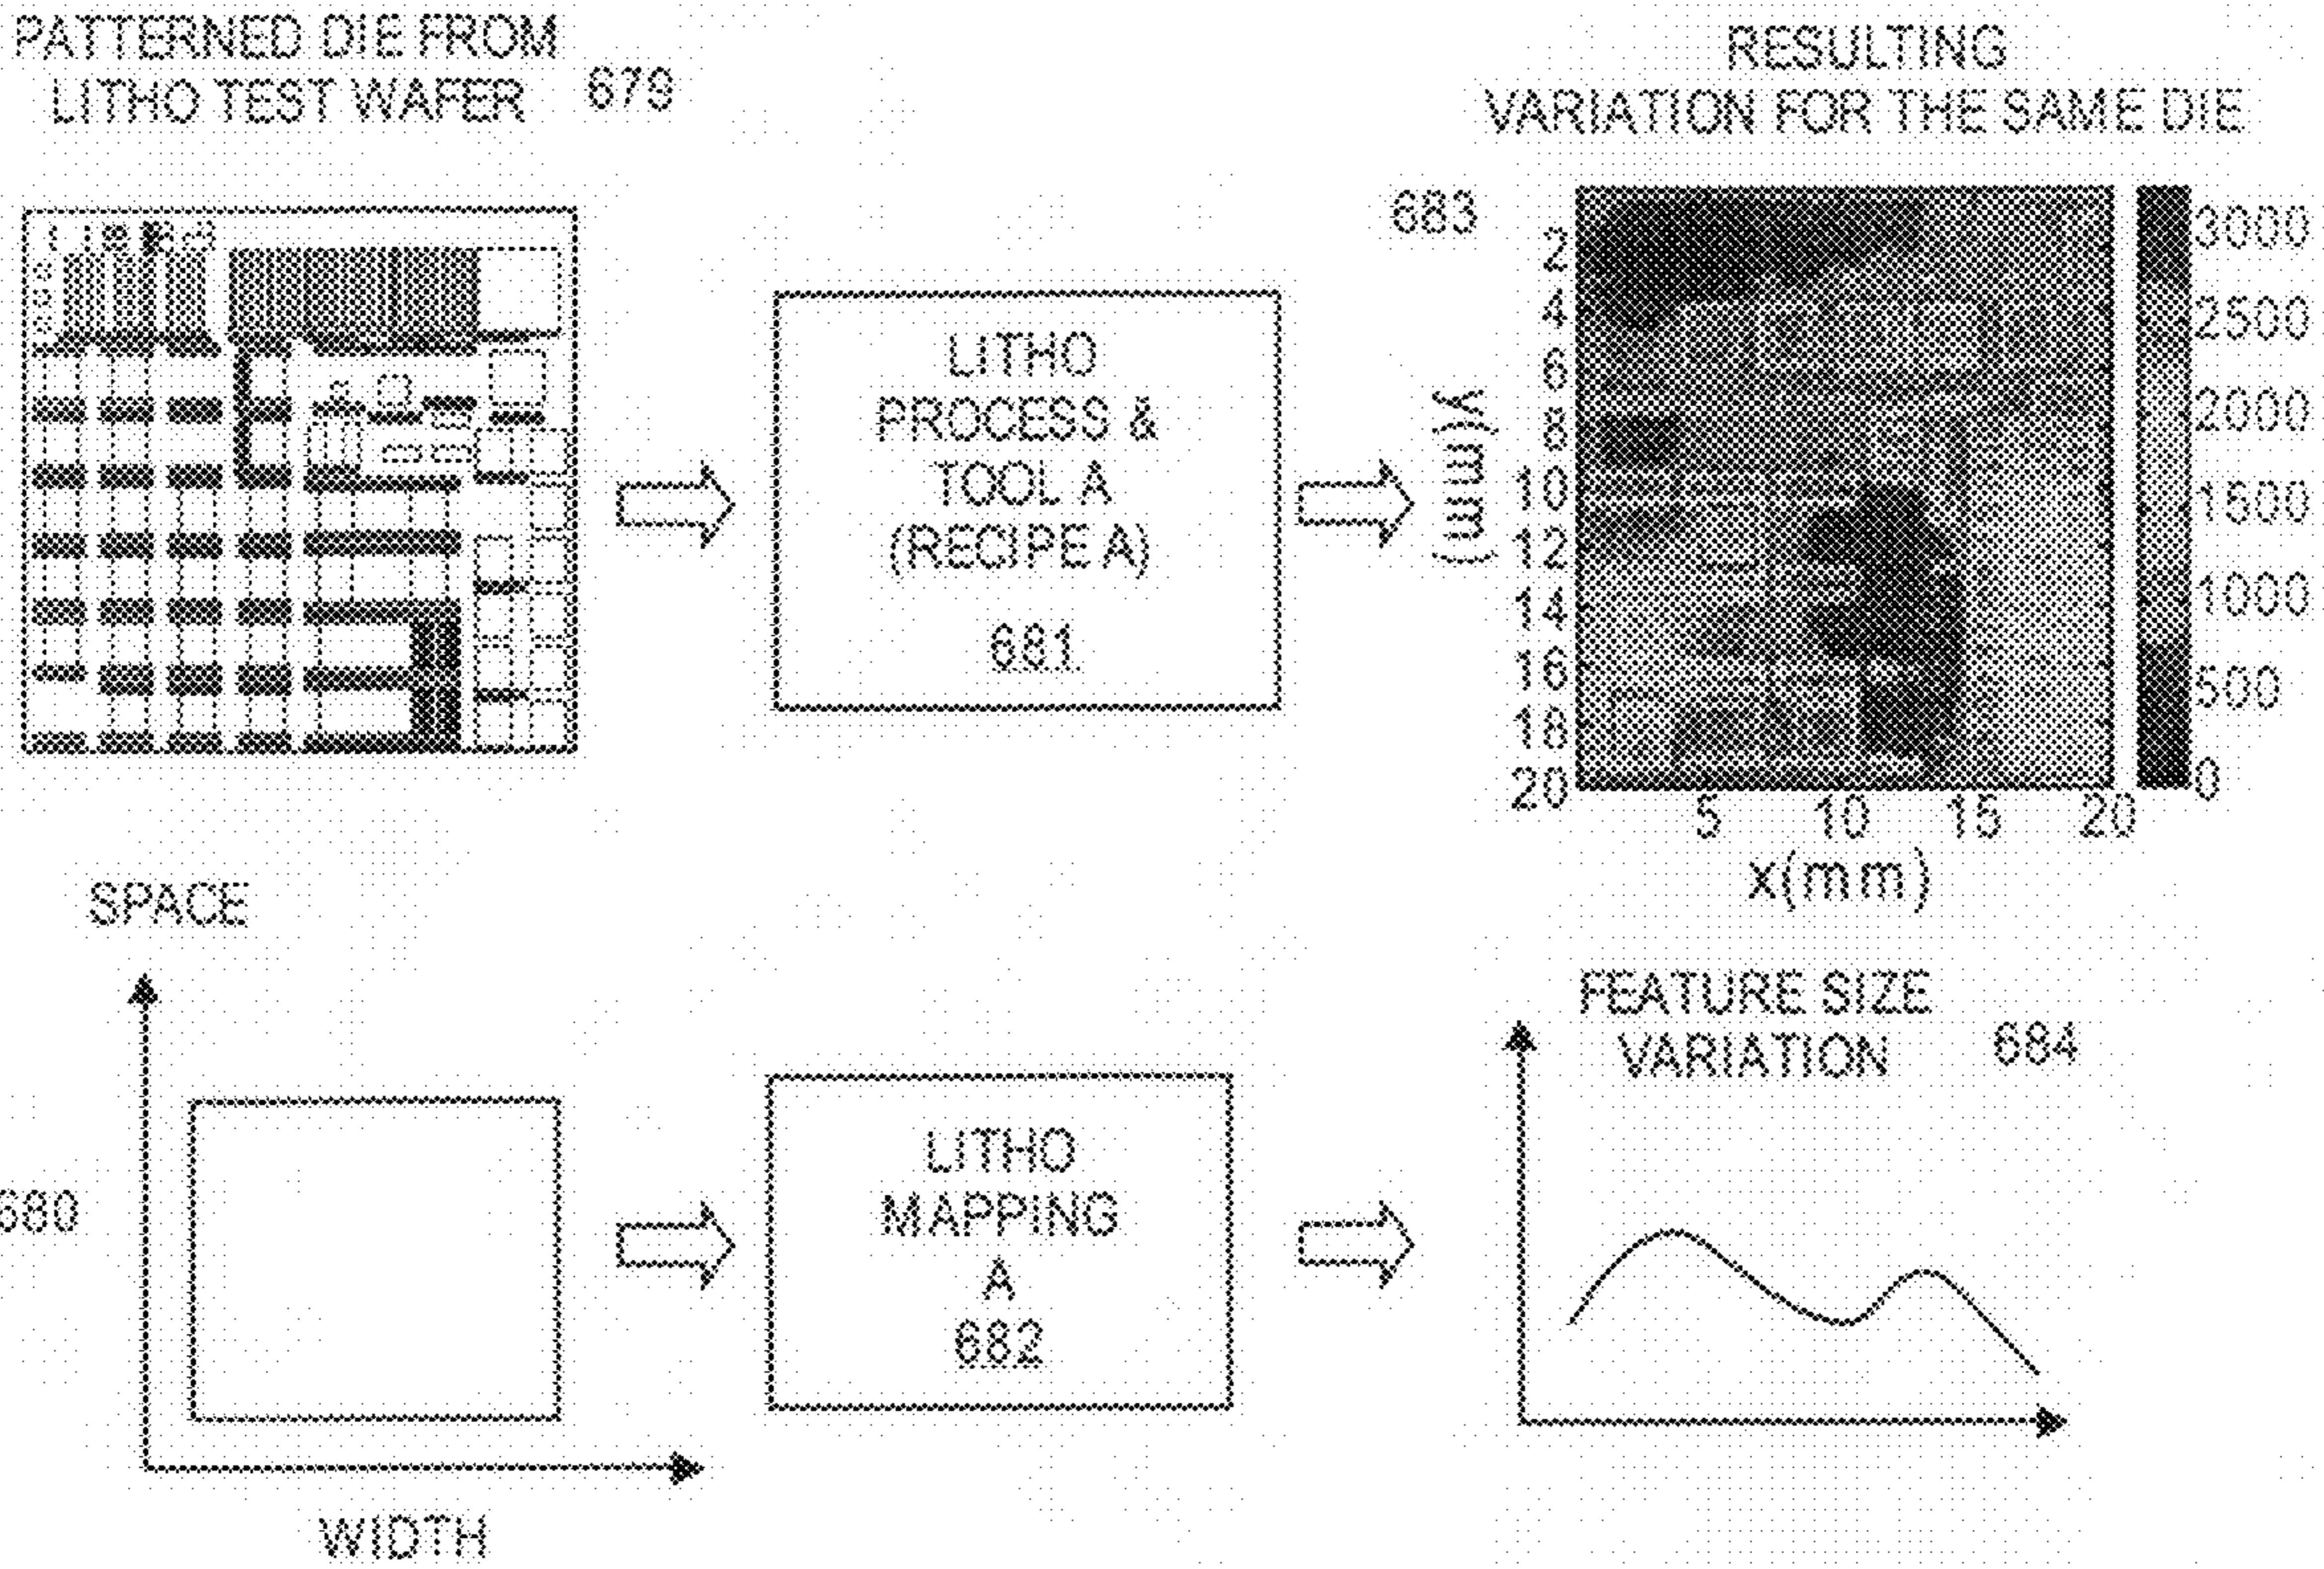 PATTERNED DIE FROM
LITHO TEST WAFER 679
RESULTING
VARIATION FOR THE SAME DIE
LITHO
PROCESS &
TOOL A
(RECIPE A)
681
683
y(mm)
2
4
6
8
10
12
14
16
18
20
5 10 15 20
x(mm)
3000
2500
2000
1500
1000
500
0
SPACE
680
WIDTH
LITHO
MAPPING
A
682
FEATURE SIZE
VARIATION 684